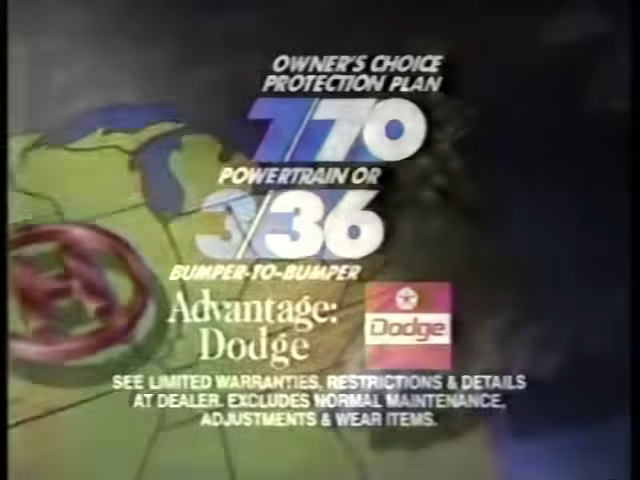 OWNER'S CHOICE
PROTECTION PLAN
7/70
POWERTRAIN OR
3/36
BUMPER-TO-BUMPER
Advantage:
Dodge
Dodge
SEE LIMITED WARRANTIES, RESTRICTIONS & DETAILS
AT DEALER. EXCLUDES NORMAL MAINTENANCE,
ADJUSTMENTS & WEAR ITEMS.